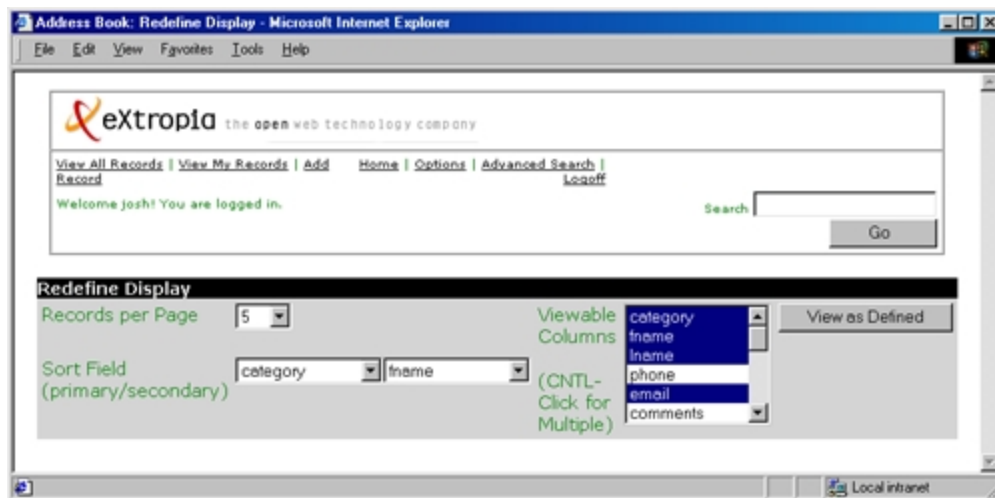 Address Book: Redefine Display - Microsoft Internet Explorer
File Edit View Favorites Tools Help
eXtropia the open web technology company
View All Records | View My Records | Add Record
Home | Options | Advanced Search | Logoff
Welcome josh! You are logged in.
Search
Go
Redefine Display
Records per Page 5
Sort Field (primary/secondary) category fname
Viewable Columns
(CNTL-Click for Multiple)
category
fname
lname
phone
email
comments
View as Defined
Local intranet